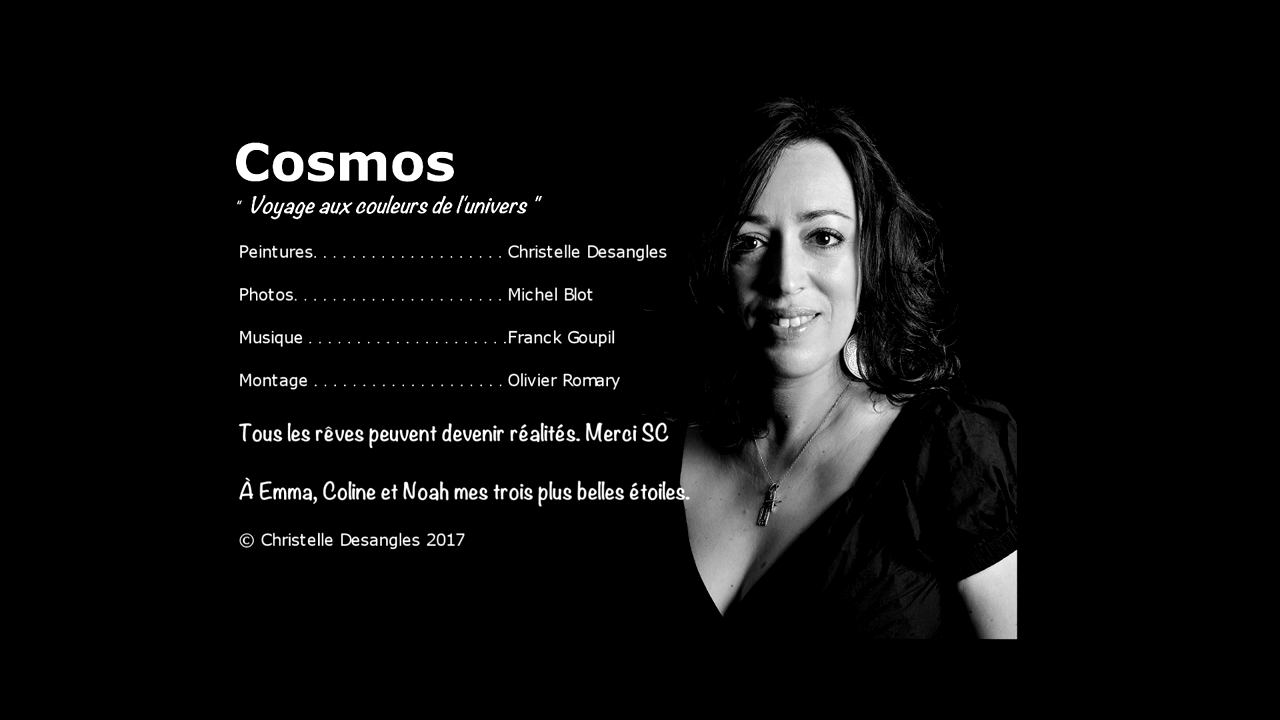 Cosmos
" Voyage aux couleurs de l'univers "
Peintures. . . . . . . . . . . . . . . . . . . . Christelle Desangles
Photos. . . . . . . . . . . . . . . . . . . . . . Michel Blot
Musique . . . . . . . . . . . . . . . . . . . . .Franck Goupil
Montage . . . . . . . . . . . . . . . . . . . . Olivier Romary
Tous les rêves peuvent devenir réalités. Merci SC
À Emma, Coline et Noah mes trois plus belles étoiles.
© Christelle Desangles 2017